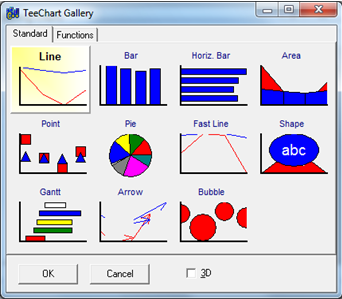 TeeChart Gallery
Standard Functions
Line Bar Horiz. Bar Area
Point Pie Fast Line Shape
abc
Gantt Arrow Bubble
OK Cancel 3D